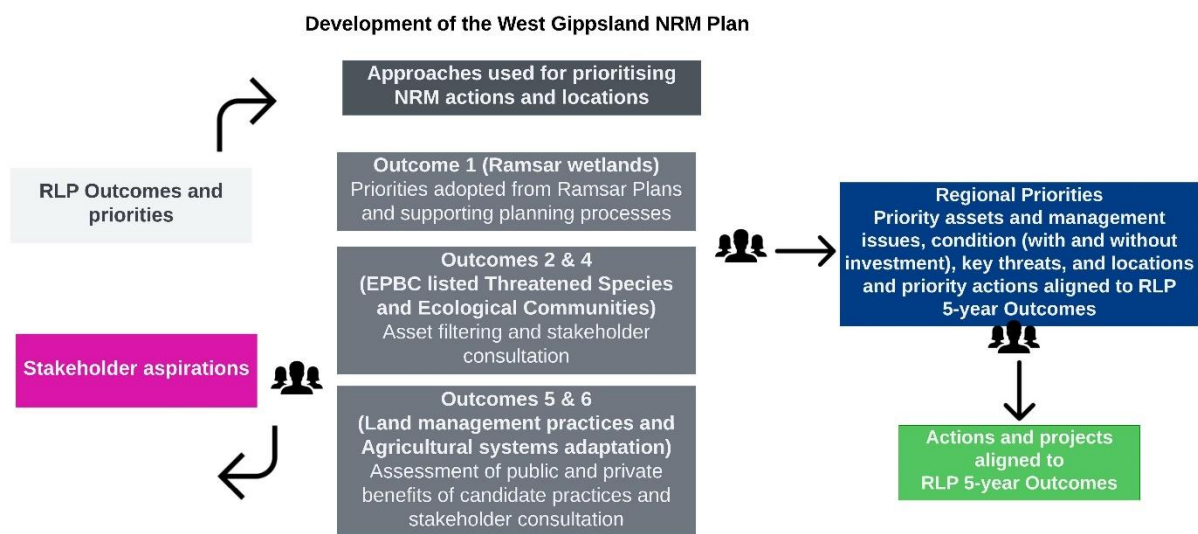 Development of the West Gippsland NRM Plan
Approaches used for prioritising
NRM actions and locations
RLP Outcomes and
priorities
Outcome 1 (Ramsar wetlands)
Priorities adopted from Ramsar Plans
and supporting planning processes
Outcomes 2 & 4
(EPBC listed Threatened Species
and Ecological Communities)
Asset filtering and stakeholder
consultation
Stakeholder aspirations
Outcomes 5 & 6
(Land management practices and
Agricultural systems adaptation)
Assessment of public and private
benefits of candidate practices and
stakeholder consultation
Regional Priorities
Priority assets and management
issues, condition (with and without
investment), key threats, and locations
and priority actions aligned to RLP
5-year Outcomes
Actions and projects
aligned to
RLP 5-year Outcomes